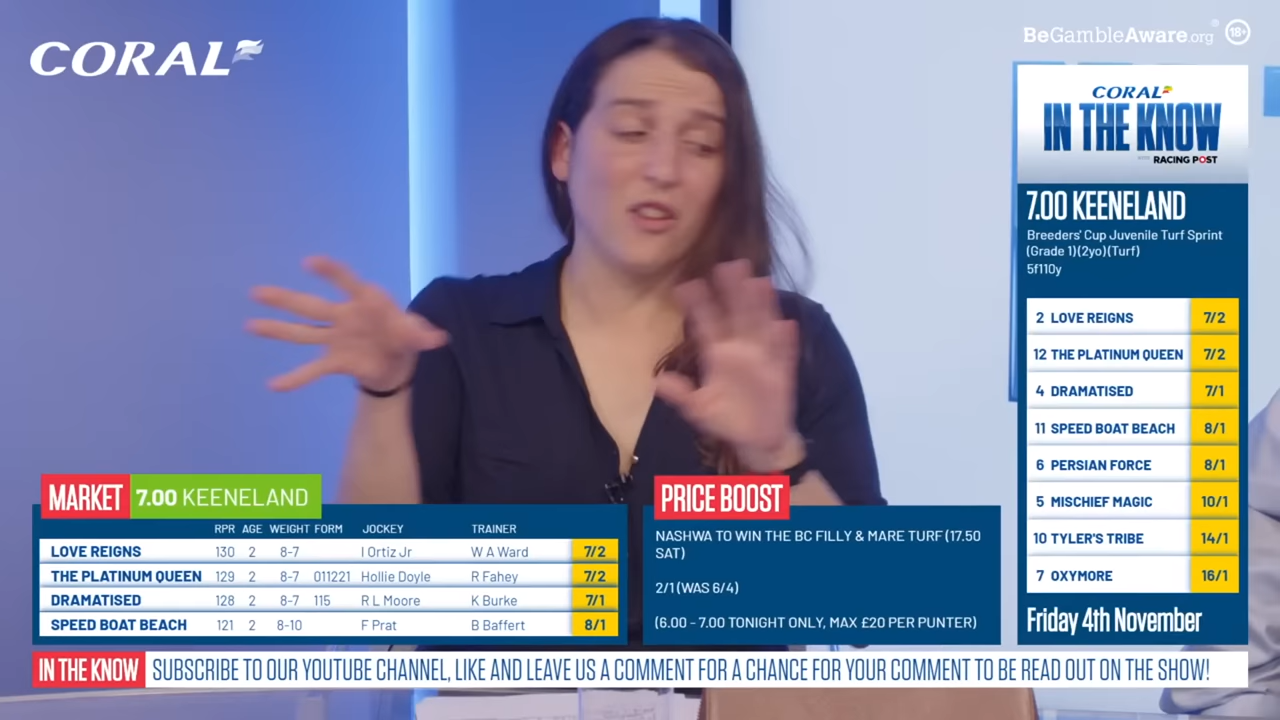 CORAL
BeGambleAware.org® 18+
CORAL
IN THE KNOW
WITH RACING POST
7.00 KEENELAND
Breeders' Cup Juvenile Turf Sprint
(Grade 1)(2yo)(Turf)
5f110y
2 LOVE REIGNS 7/2
12 THE PLATINUM QUEEN 7/2
4 DRAMATISED 7/1
11 SPEED BOAT BEACH 8/1
6 PERSIAN FORCE 8/1
5 MISCHIEF MAGIC 10/1
10 TYLER'S TRIBE 14/1
7 OXYMORE 16/1
Friday 4th November
MARKET 7.00 KEENELAND
RPR AGE WEIGHT FORM JOCKEY TRAINER
LOVE REIGNS 130 2 8-7 I Ortiz Jr W A Ward 7/2
THE PLATINUM QUEEN 129 2 8-7 011221 Hollie Doyle R Fahey 7/2
DRAMATISED 128 2 8-7 115 R L Moore K Burke 7/1
SPEED BOAT BEACH 121 2 8-10 F Prat B Baffert 8/1
PRICE BOOST
NASHWA TO WIN THE BC FILLY & MARE TURF (17.50
SAT)
2/1 (WAS 6/4)
(6.00 - 7.00 TONIGHT ONLY, MAX £20 PER PUNTER)
IN THE KNOW SUBSCRIBE TO OUR YOUTUBE CHANNEL, LIKE AND LEAVE US A COMMENT FOR A CHANCE FOR YOUR COMMENT TO BE READ OUT ON THE SHOW!